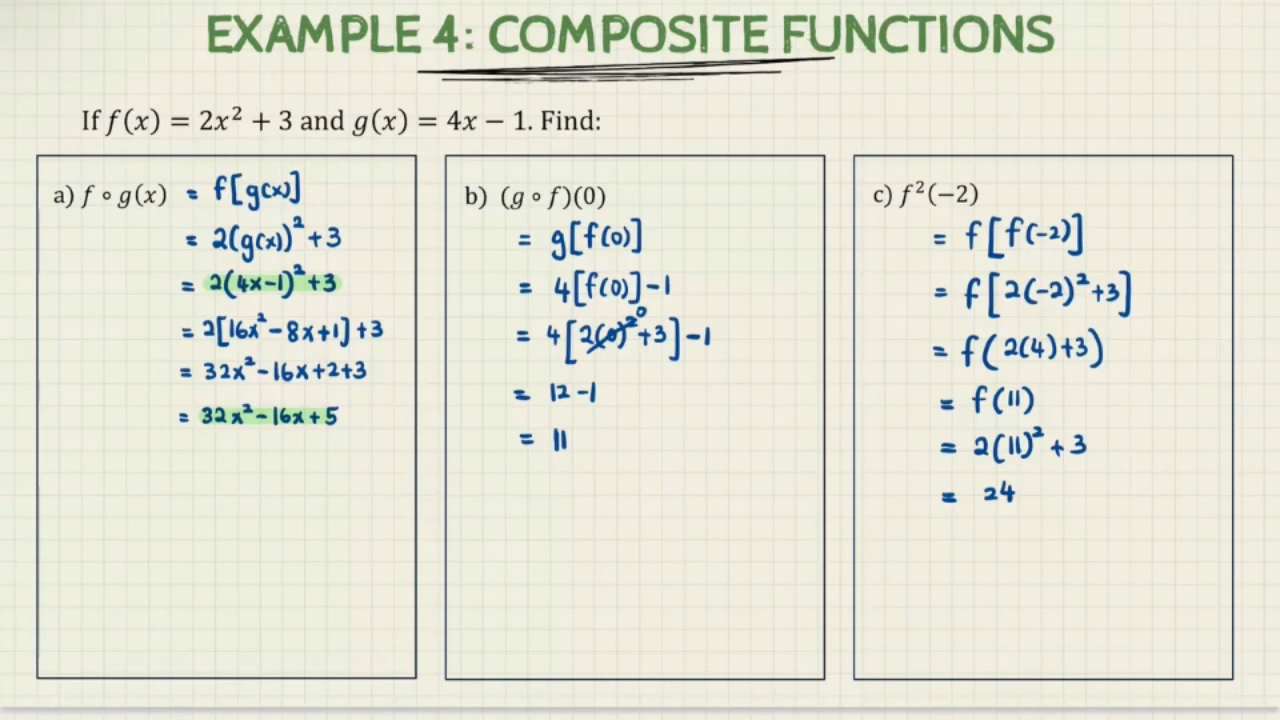 EXAMPLE 4: COMPOSITE FUNCTIONS
If f(x) = 2x² + 3 and g(x) = 4x − 1. Find:
a) f ∘ g(x) = f[g(x)]
= 2(g(x))² + 3
= 2(4x−1)² + 3
= 2[16x² − 8x + 1] + 3
= 32x² − 16x + 2 + 3
= 32x² − 16x + 5
b) (g ∘ f)(0)
= g[f(0)]
= 4[f(0)] − 1
= 4[2(0)²⁰ + 3] − 1
= 12 − 1
= 11
c) f²(−2)
= f[f(−2)]
= f[2(−2)² + 3]
= f(2(4) + 3)
= f(11)
= 2(11)² + 3
= 24